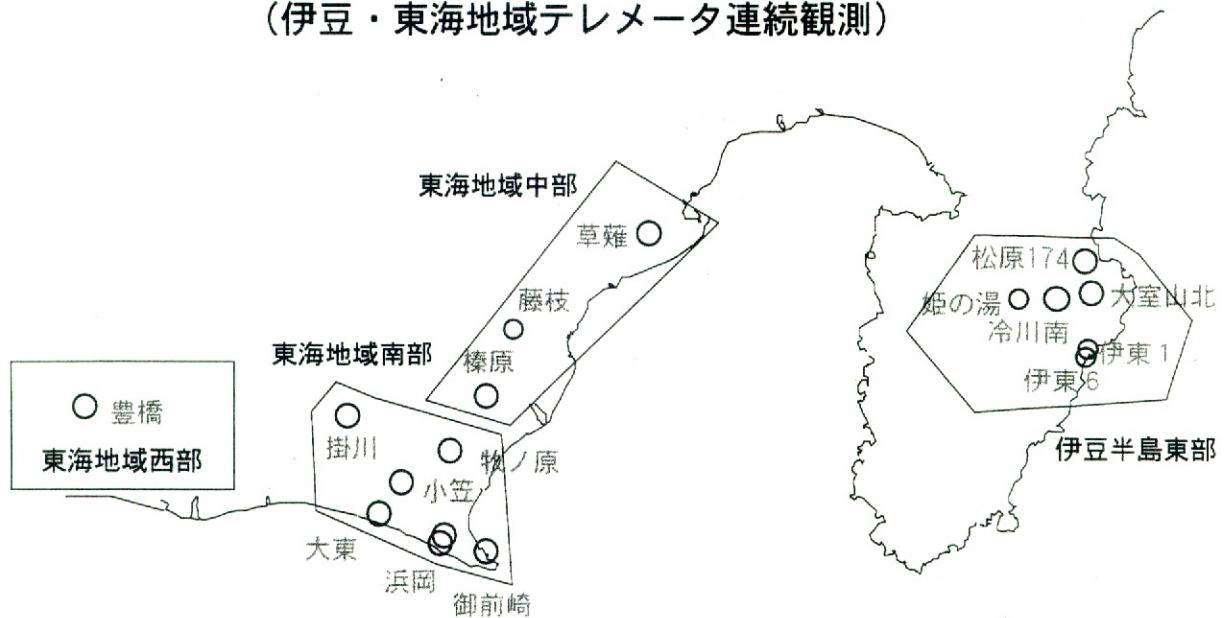 (伊豆・東海地域テレメータ連続観測)
東海地域中部
草薙
藤枝
榛原
東海地域南部
掛川
牧ノ原
小笠
大東
浜岡
御前崎
豊橋
東海地域西部
松原174
大室山北
姫の湯
冷川南
伊東1
伊東6
伊豆半島東部